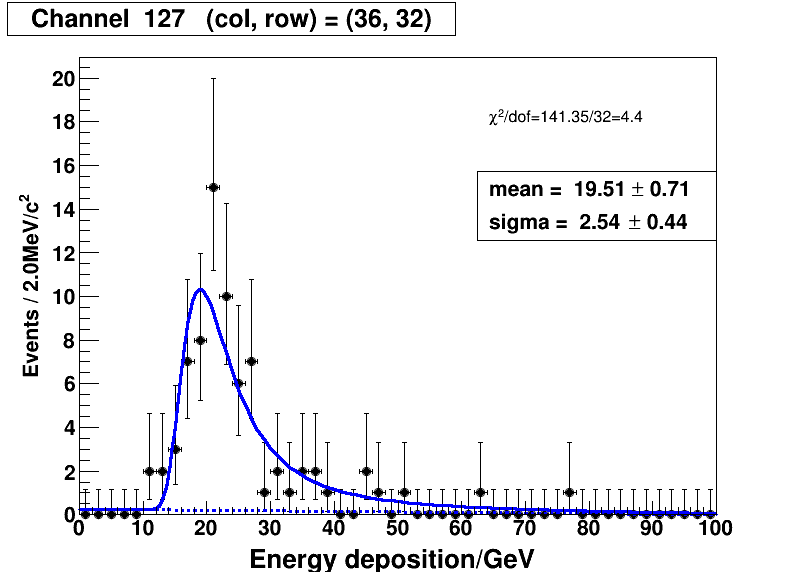 Channel 127 (col, row) = (36, 32)
χ²/dof=141.35/32=4.4
mean = 19.51 ± 0.71
sigma = 2.54 ± 0.44
Events / 2.0MeV/c²
20
18
16
14
12
10
8
6
4
2
0
0 10 20 30 40 50 60 70 80 90 100
Energy deposition/GeV